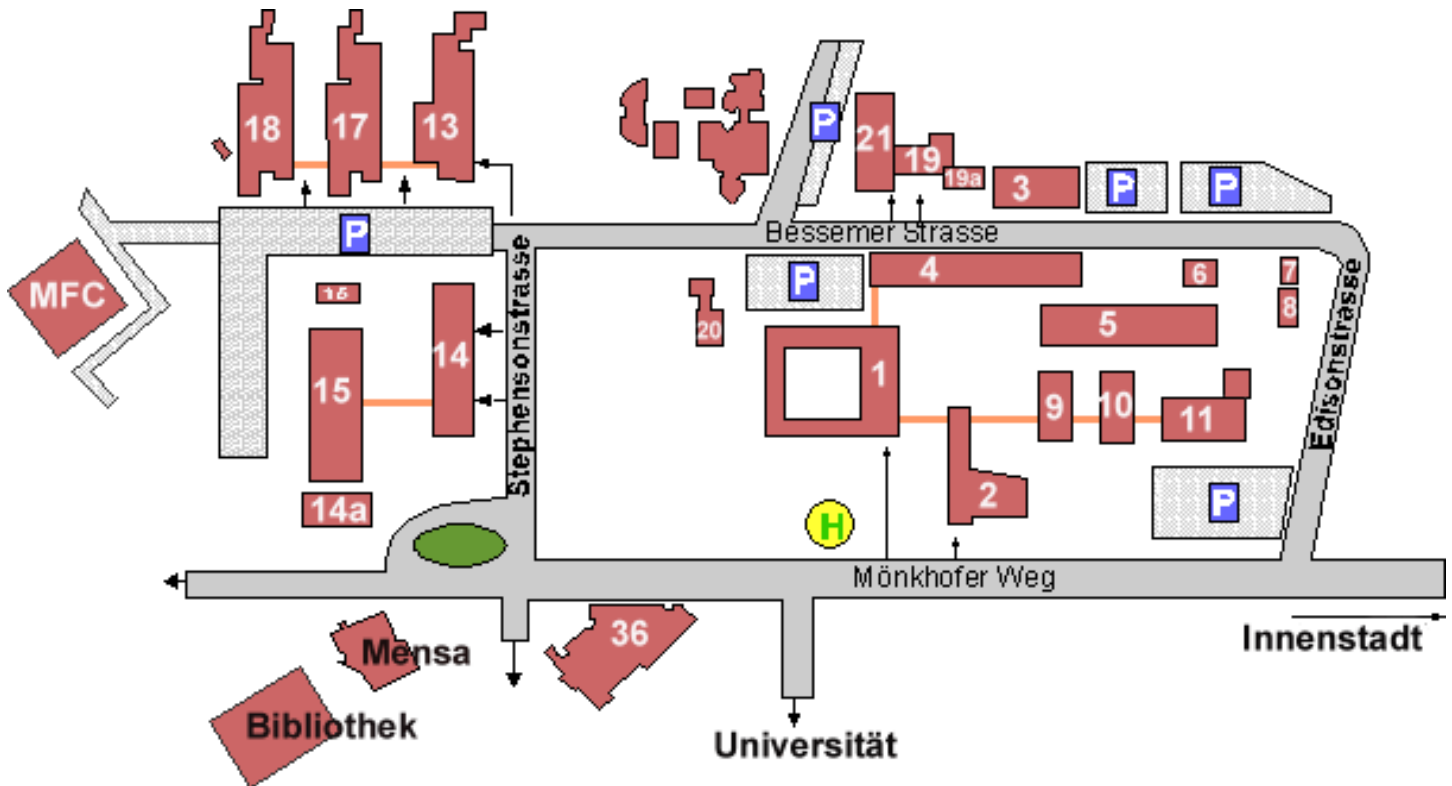 18
17
13
P
21
19
19a
3
P
P
P
Bessemer Strasse
MFC
Stephensonstrasse
4
P
6
7
8
Edisonstrasse
20
5
14
15
1
9
10
11
14a
2
P
H
Mönkhofer Weg
36
Mensa
Innenstadt
Bibliothek
Universität